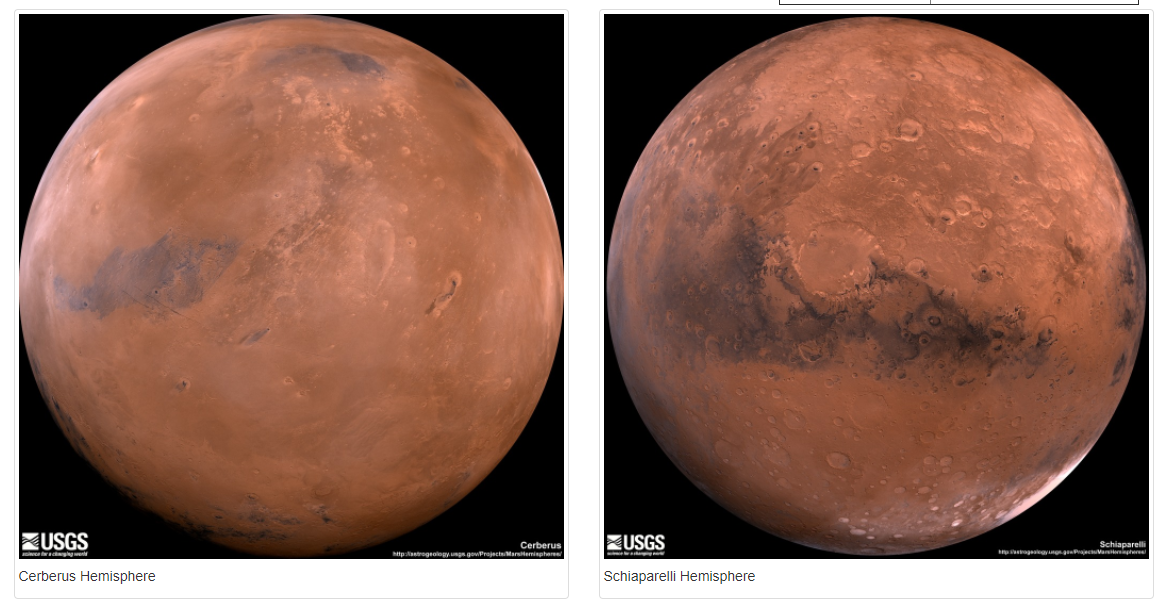 USGS
science for a changing world
Cerberus
http://astrogeology.usgs.gov/Projects/MarsHemispheres/
Cerberus Hemisphere
USGS
science for a changing world
Schiaparelli
http://astrogeology.usgs.gov/Projects/MarsHemispheres/
Schiaparelli Hemisphere